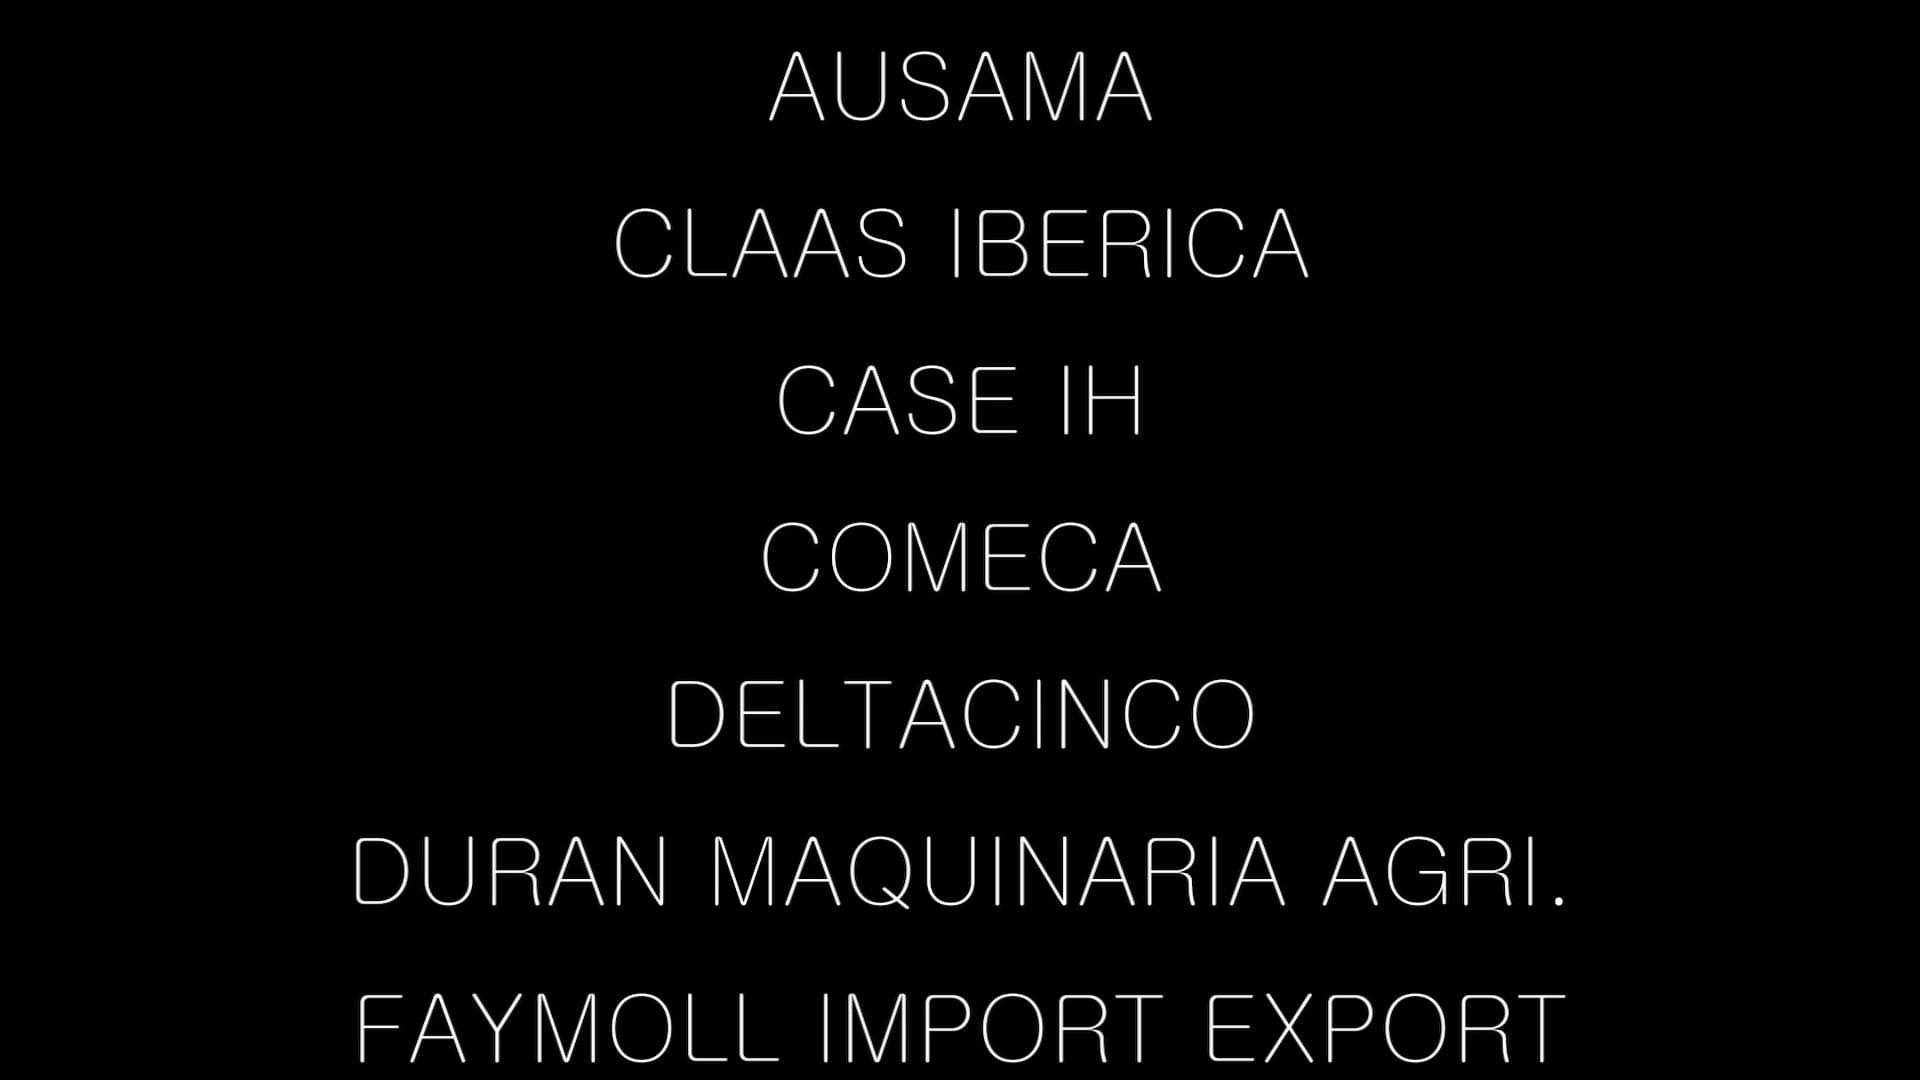 AUSAMA
CLAAS IBERICA
CASE IH
COMECA
DELTACINCO
DURAN MAQUINARIA AGRI.
FAYMOLL IMPORT EXPORT